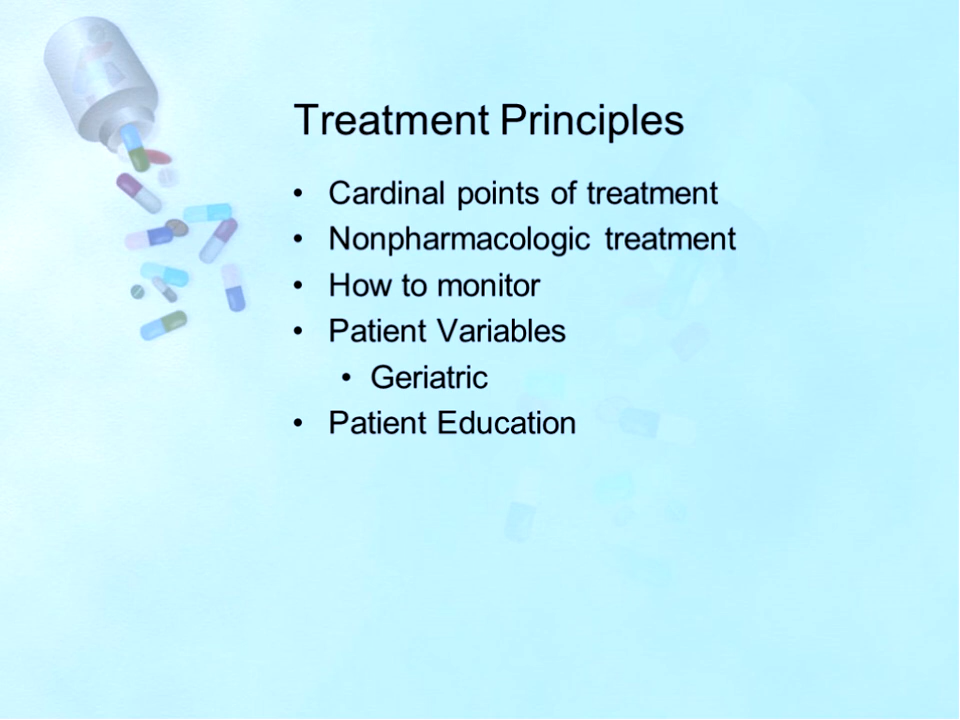 Treatment Principles
• Cardinal points of treatment
• Nonpharmacologic treatment
• How to monitor
• Patient Variables
• Geriatric
• Patient Education